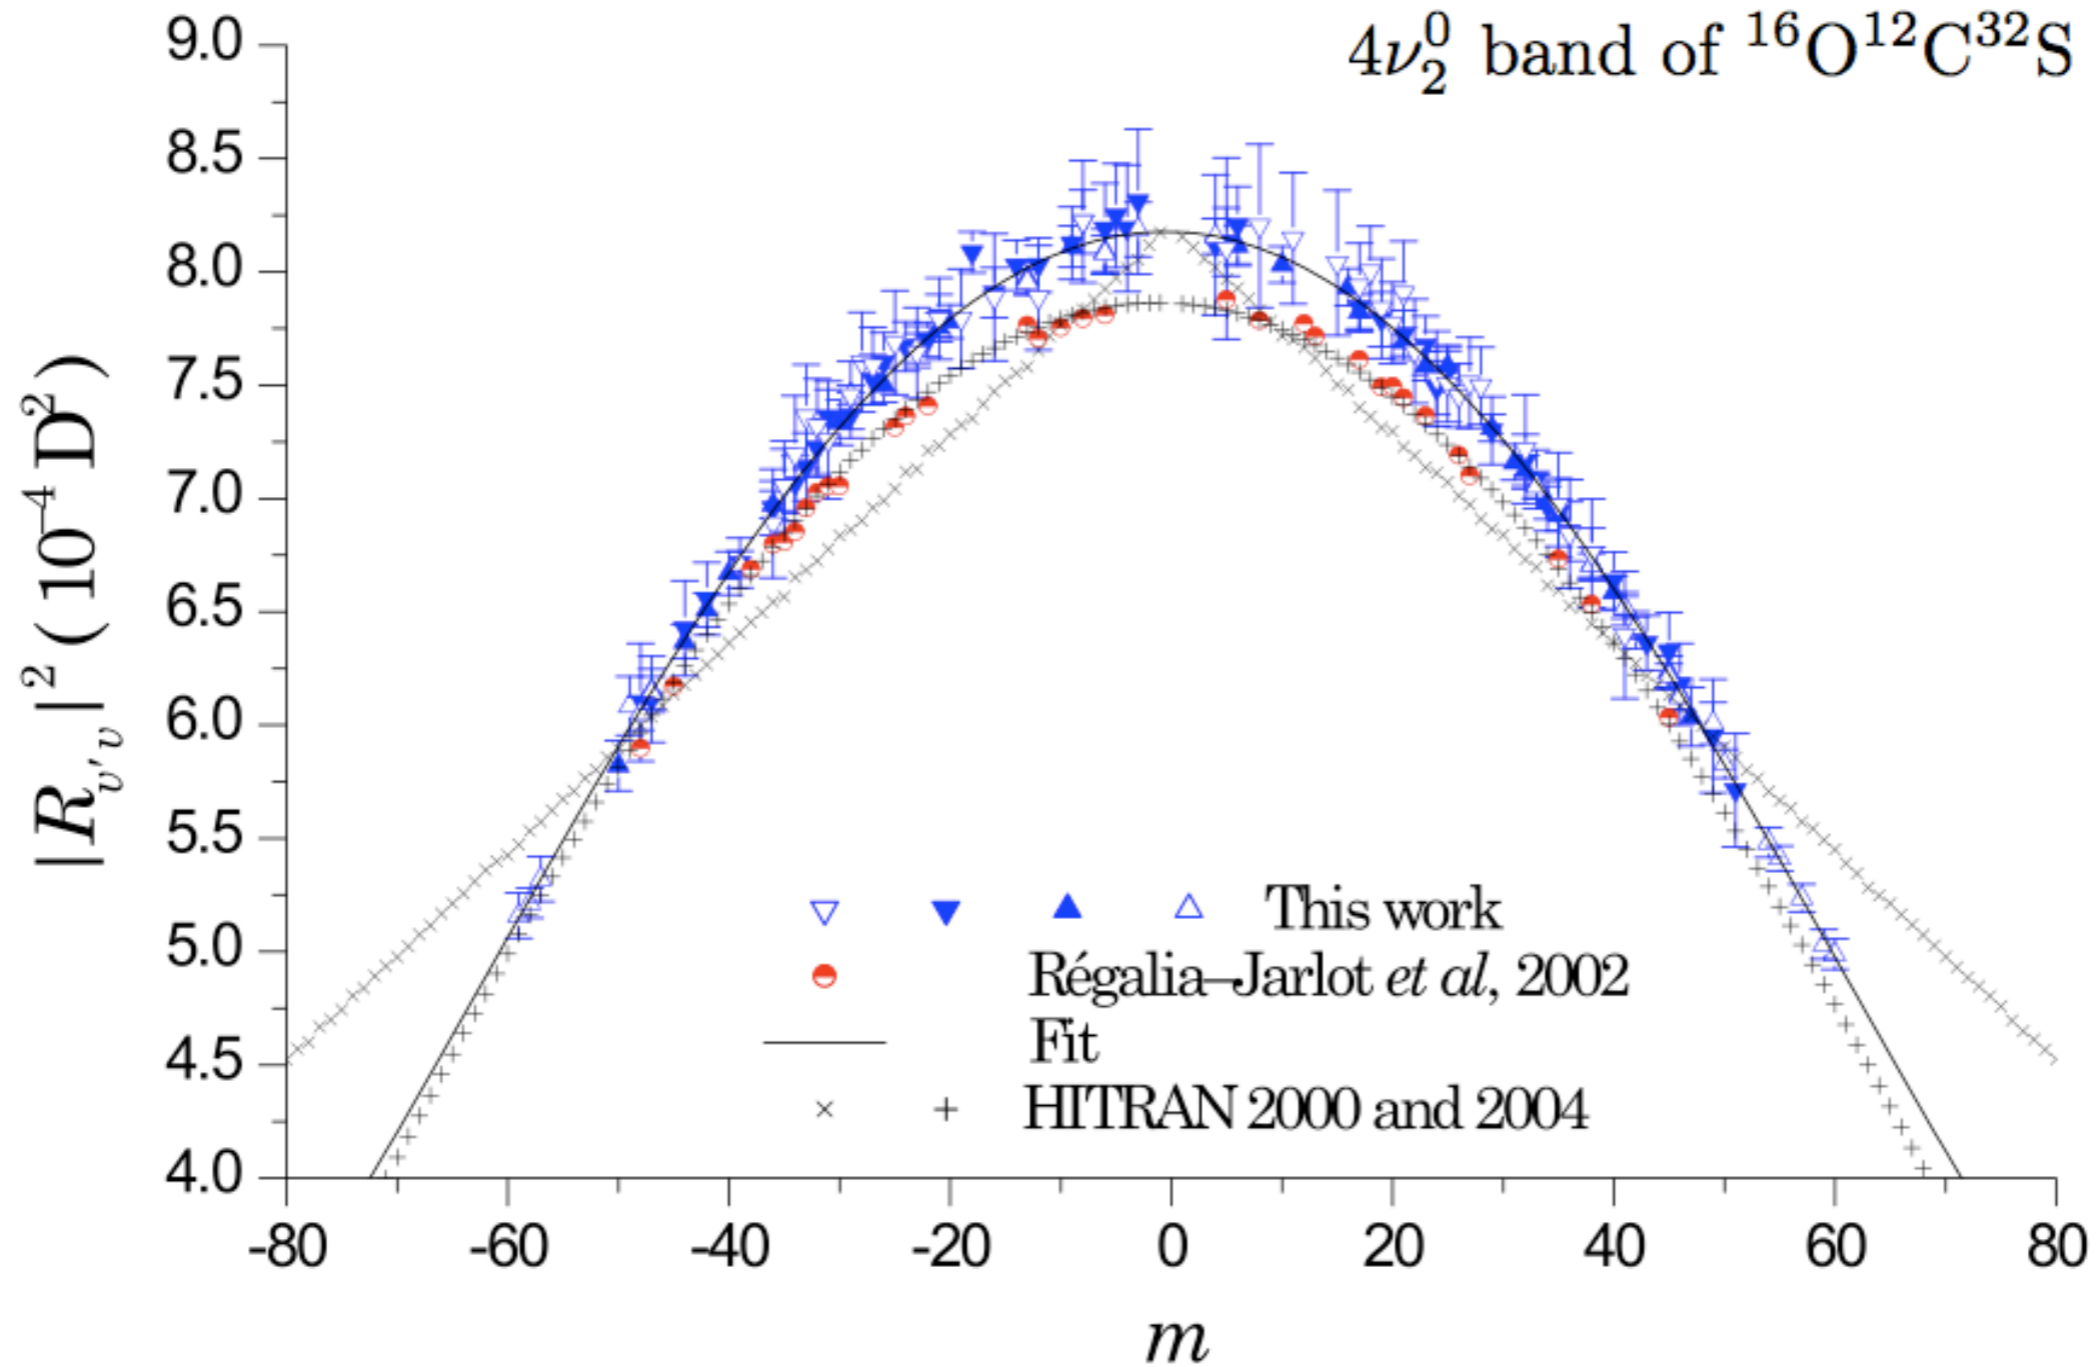 4ν₂⁰ band of ¹⁶O¹²C³²S
9.0
8.5
8.0
7.5
7.0
6.5
6.0
5.5
5.0
4.5
4.0
|Rᵥ′ᵥ|² (10⁻⁴ D²)
This work
Régalia–Jarlot et al, 2002
Fit
HITRAN 2000 and 2004
-80 -60 -40 -20 0 20 40 60 80
m